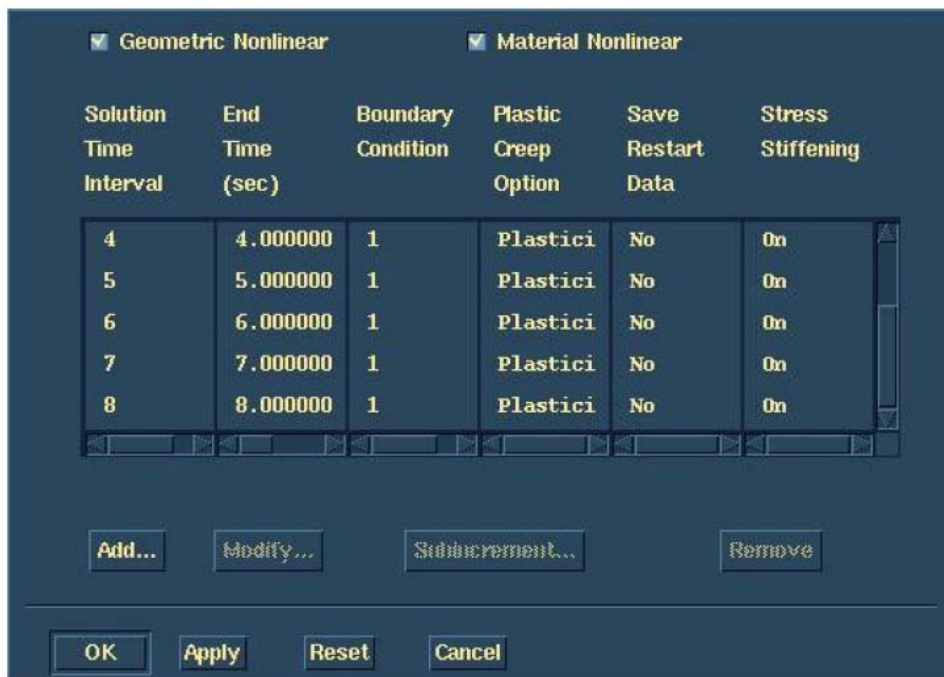 Geometric Nonlinear Material Nonlinear
Solution End Boundary Plastic Save Stress
Time Time Condition Creep Restart Stiffening
Interval (sec) Option Data
4 4.000000 1 Plastici No On
5 5.000000 1 Plastici No On
6 6.000000 1 Plastici No On
7 7.000000 1 Plastici No On
8 8.000000 1 Plastici No On
Add... Modify... Subincrement... Remove
OK Apply Reset Cancel